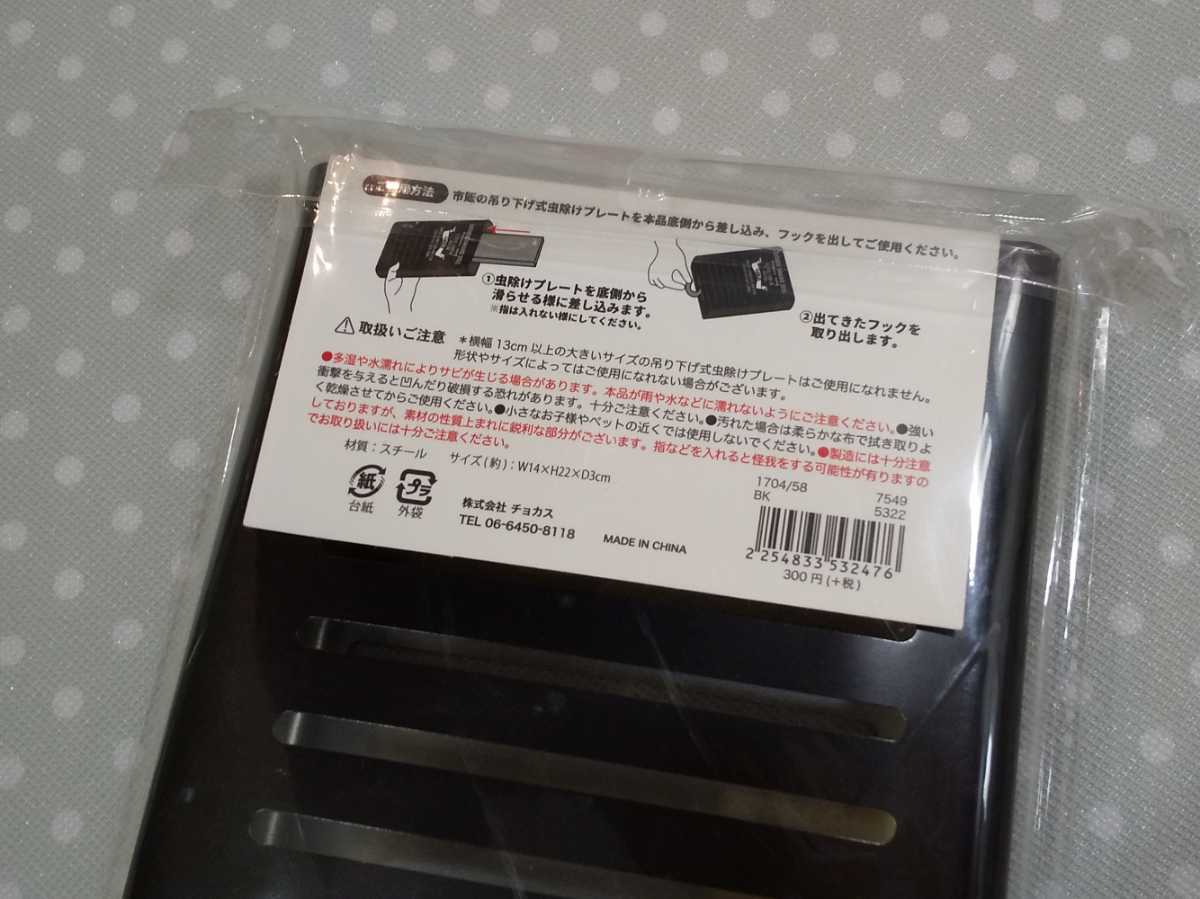 ご使用方法 市販の吊り下げ式虫除けプレートを本品底側から差し込み、フックを出してご使用ください。
①虫除けプレートを底側から
滑らせる様に差し込みます。
※指は入れない様にしてください。
②出てきたフックを
取り出します。
⚠取扱いご注意 *横幅13cm以上の大きいサイズの吊り下げ式虫除けプレートはご使用になれません。
形状やサイズによってはご使用になれない場合がございます。
●多湿や水濡れによりサビが生じる場合があります。本品が雨や水などに濡れないようにご注意ください。●強い
衝撃を与えると凹んだり破損する恐れがあります。十分ご注意ください。●汚れた場合は柔らかな布で拭き取りよ
く乾燥させてからご使用ください。●小さなお子様やペットの近くでは使用しないでください。●製造には十分注意
しておりますが、素材の性質上まれに鋭利な部分がございます。指などを入れると怪我をする可能性が有りますの
でお取り扱いには十分ご注意ください。
材質：スチール サイズ(約)：W14×H22×D3cm
紙
台紙
プラ
外袋
株式会社 チョカス
TEL 06-6450-8118
MADE IN CHINA
1704/58 7549
BK 5322
2 254833 532476
300円(+税)